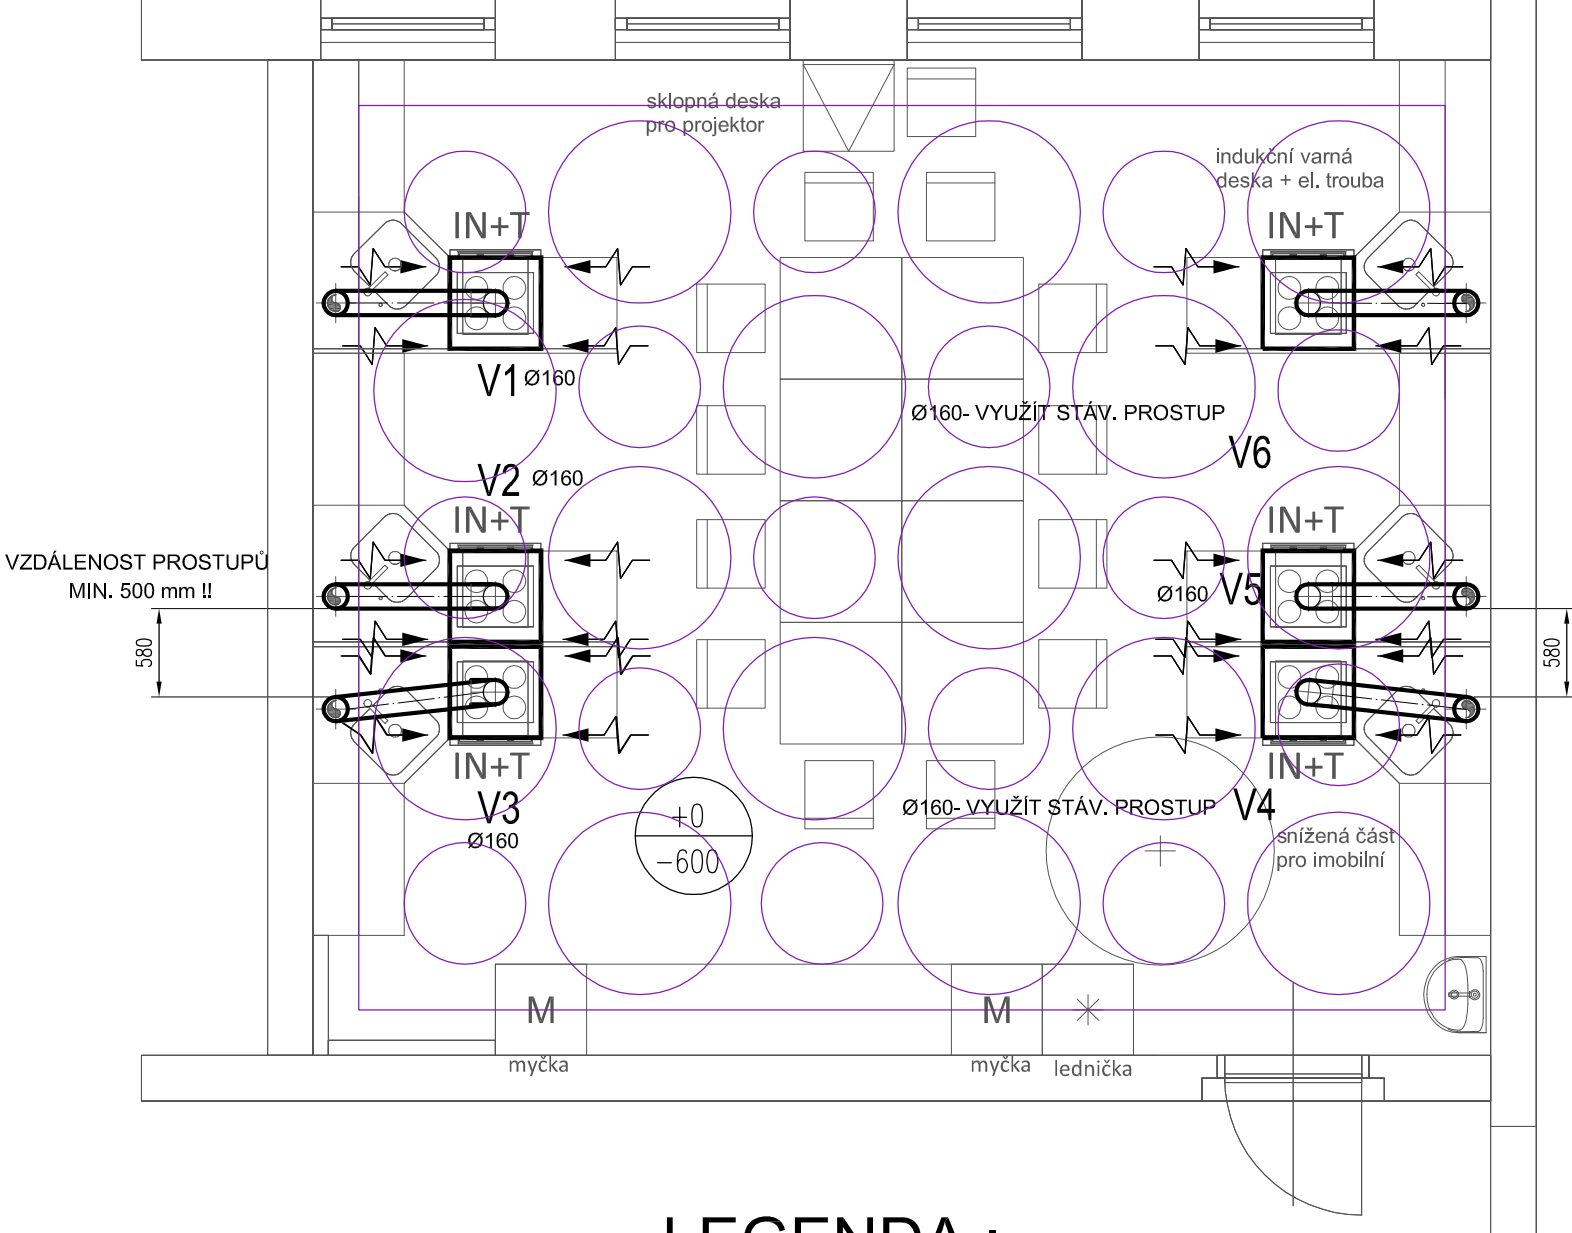 sklopná deska
pro projektor
indukční varná
deska + el. trouba
IN+T
IN+T
V1 Ø160
Ø160- VYUŽÍT STÁV. PROSTUP
V6
V2 Ø160
IN+T
IN+T
VZDÁLENOST PROSTUPŮ
MIN. 500 mm !!
Ø160 V5
580
580
IN+T
IN+T
V3
Ø160
Ø160- VYUŽÍT STÁV. PROSTUP V4
+0
-600
snížená část
pro imobilní
M
M
myčka
myčka
lednička
LEGENDA :